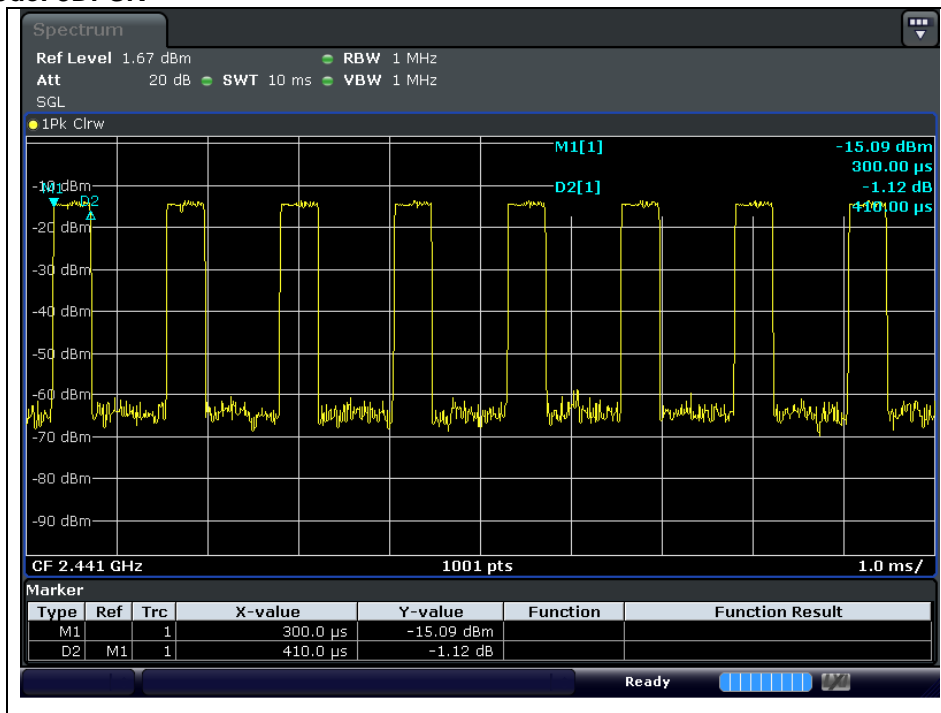 Spectrum
Ref Level 1.67 dBm RBW 1 MHz
Att 20 dB SWT 10 ms VBW 1 MHz
SGL
1Pk Clrw
M1[1] -15.09 dBm
300.00 µs
-10 dBm D2[1] -1.12 dB
M1 D2 410.00 µs
-20 dBm
-30 dBm
-40 dBm
-50 dBm
-60 dBm
-70 dBm
-80 dBm
-90 dBm
CF 2.441 GHz 1001 pts 1.0 ms/
Marker
Type Ref Trc X-value Y-value Function Function Result
M1 1 300.0 µs -15.09 dBm
D2 M1 1 410.0 µs -1.12 dB
Ready